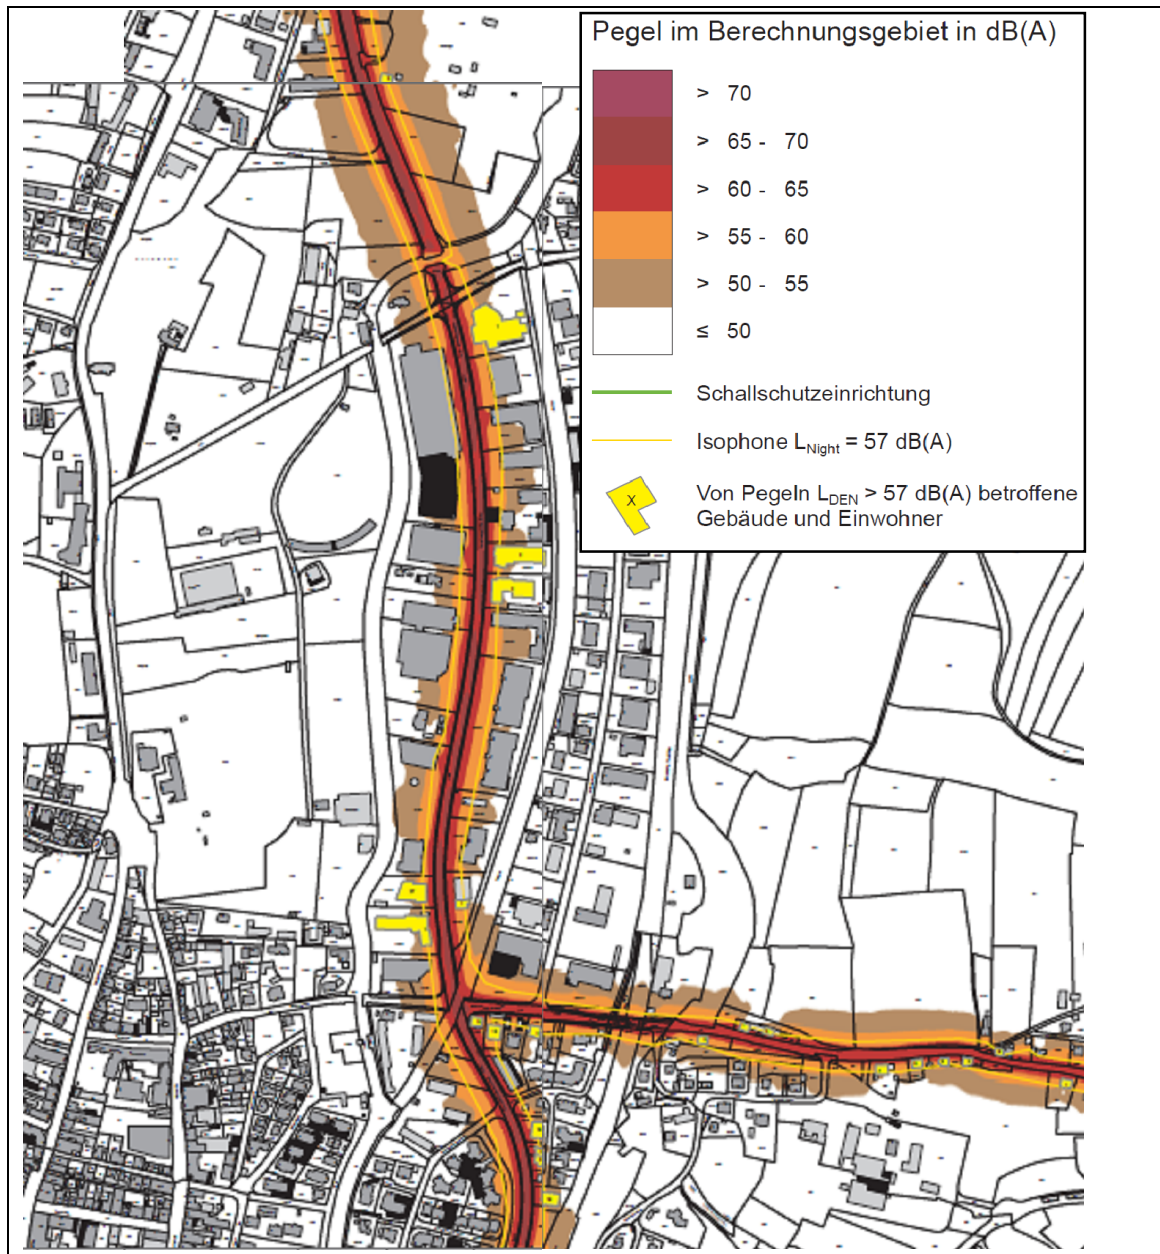 Pegel im Berechnungsgebiet in dB(A)
> 70
> 65 - 70
> 60 - 65
> 55 - 60
> 50 - 55
≤ 50
Schallschutzeinrichtung
Isophone LNight = 57 dB(A)
X
Von Pegeln LDEN > 57 dB(A) betroffene
Gebäude und Einwohner